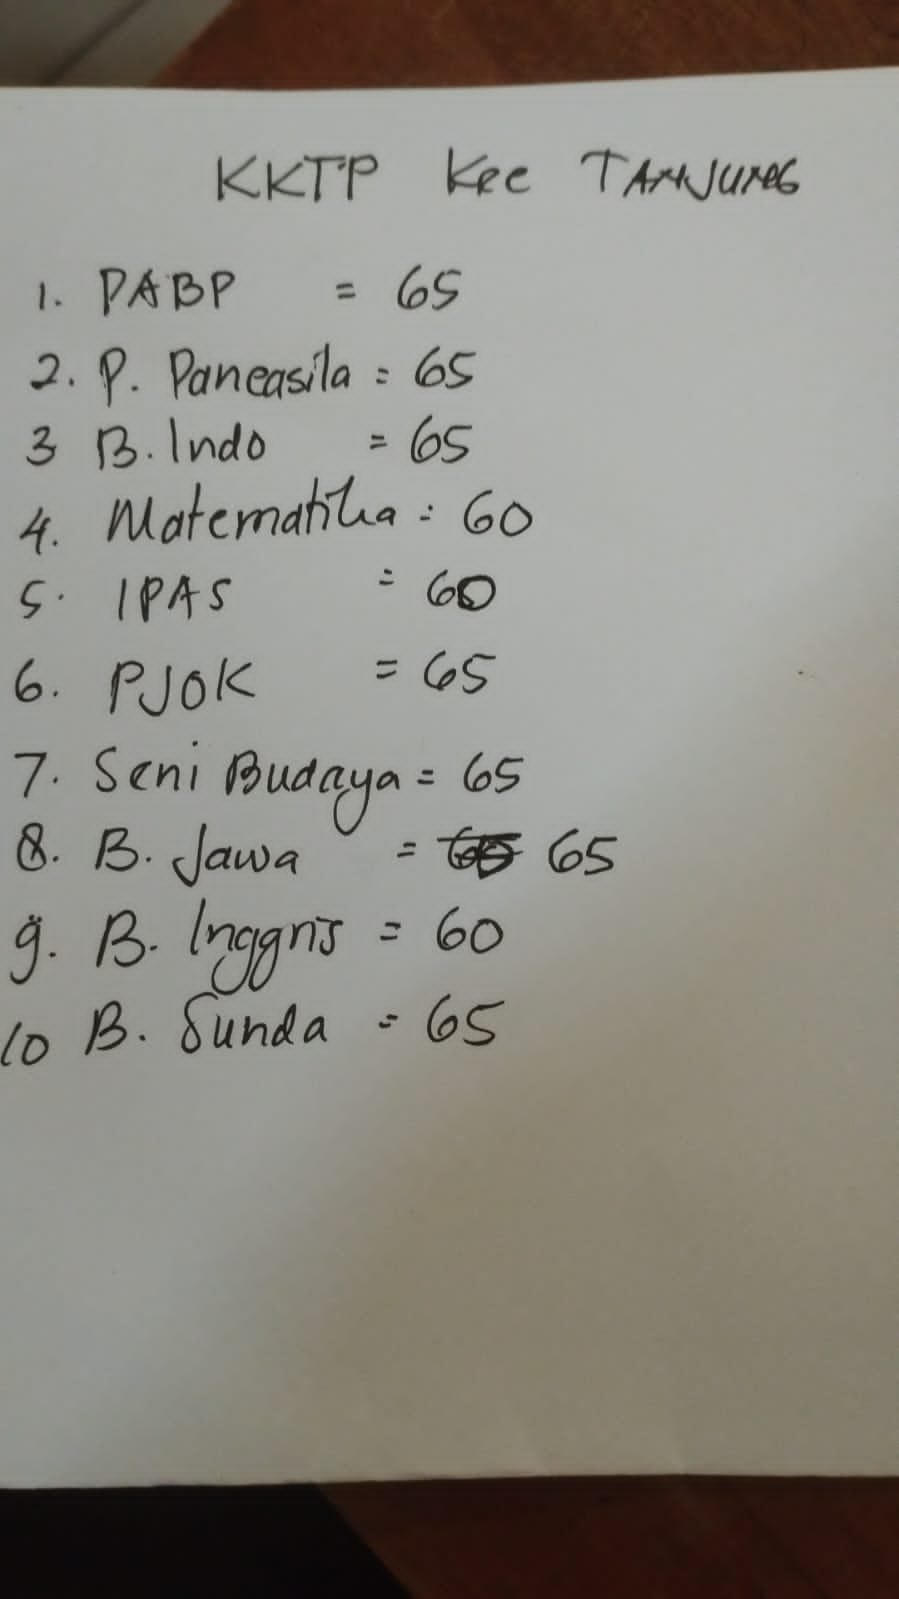 KKTP Kec TANJUNG
1. PABP = 65
2. P. Pancasila = 65
3 B. Indo = 65
4. Matematika = 60
5. IPAS = 60
6. PJOK = 65
7. Seni Budaya = 65
8. B. Jawa = 65
9. B. Inggris = 60
10 B. Sunda = 65